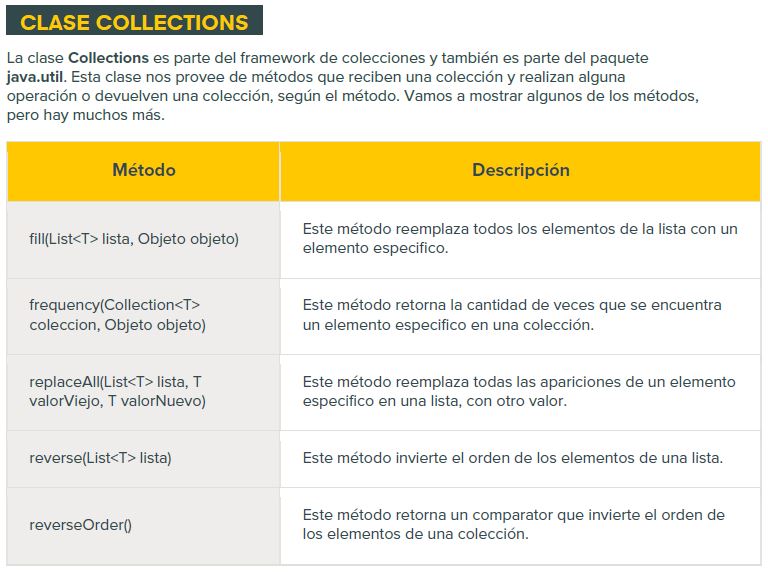 CLASE COLLECTIONS
La clase Collections es parte del framework de colecciones y también es parte del paquete
java.util. Esta clase nos provee de métodos que reciben una colección y realizan alguna
operación o devuelven una colección, según el método. Vamos a mostrar algunos de los métodos,
pero hay muchos más.
Método
Descripción
fill(List<T> lista, Objeto objeto)
Este método reemplaza todos los elementos de la lista con un
elemento especifico.
frequency(Collection<T>
coleccion, Objeto objeto)
Este método retorna la cantidad de veces que se encuentra
un elemento especifico en una colección.
replaceAll(List<T> lista, T
valorViejo, T valorNuevo)
Este método reemplaza todas las apariciones de un elemento
especifico en una lista, con otro valor.
reverse(List<T> lista)
Este método invierte el orden de los elementos de una lista.
reverseOrder()
Este método retorna un comparator que invierte el orden de
los elementos de una colección.